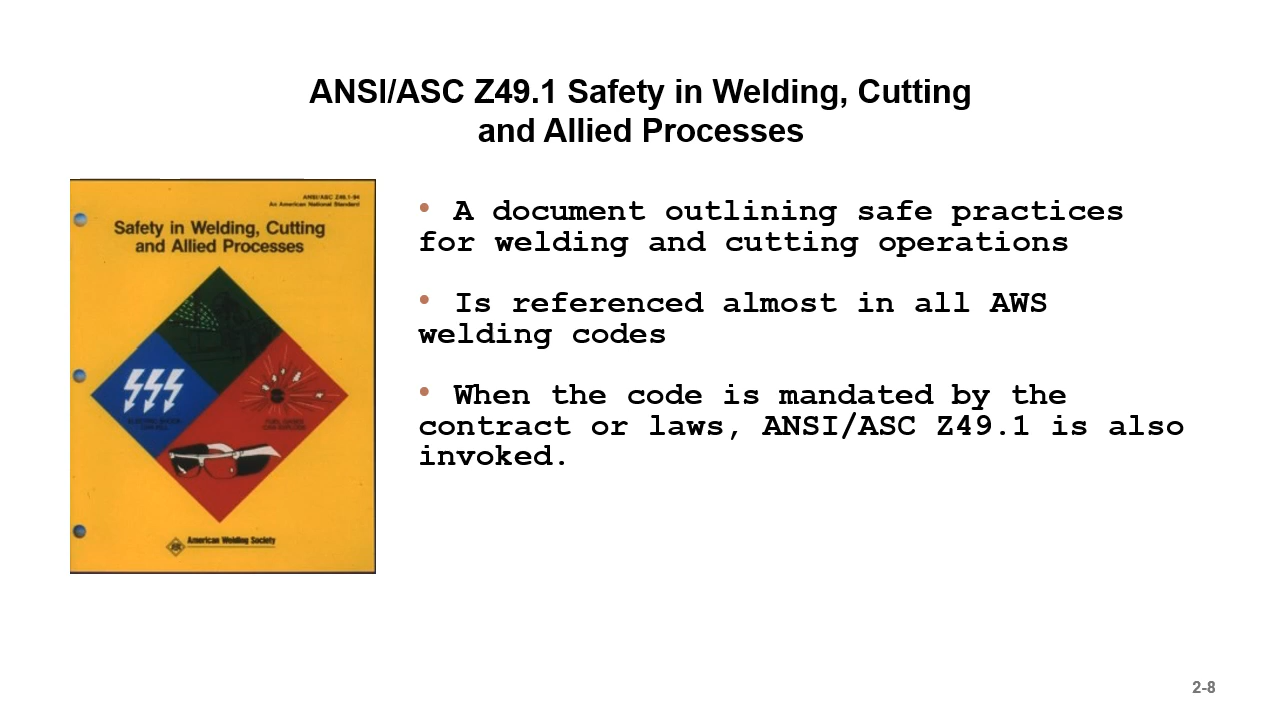 ANSI/ASC Z49.1 Safety in Welding, Cutting
and Allied Processes
ANSI/ASC Z49.1-94
An American National Standard
Safety in Welding, Cutting
and Allied Processes
American Welding Society
• A document outlining safe practices
for welding and cutting operations
• Is referenced almost in all AWS
welding codes
• When the code is mandated by the
contract or laws, ANSI/ASC Z49.1 is also
invoked.
2-8